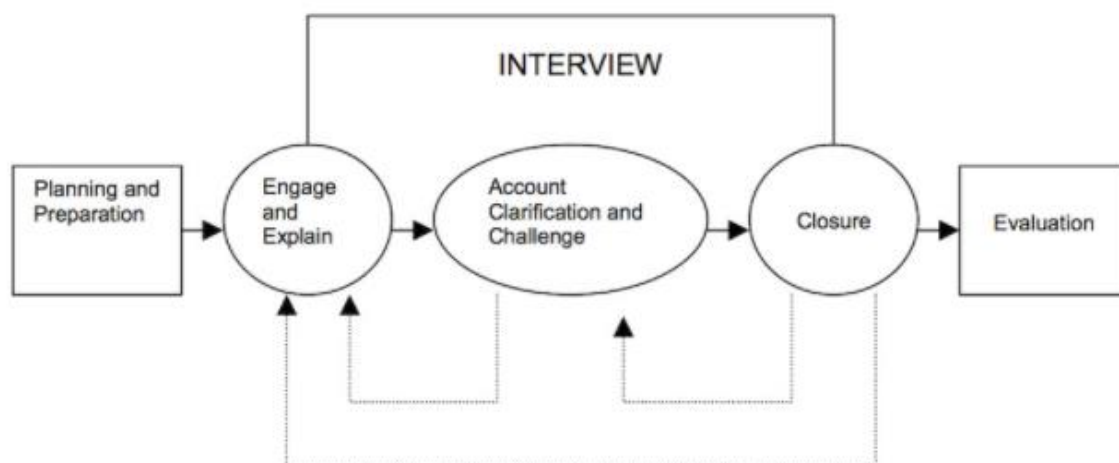 INTERVIEW
Planning and
Preparation
Engage
and
Explain
Account
Clarification and
Challenge
Closure
Evaluation